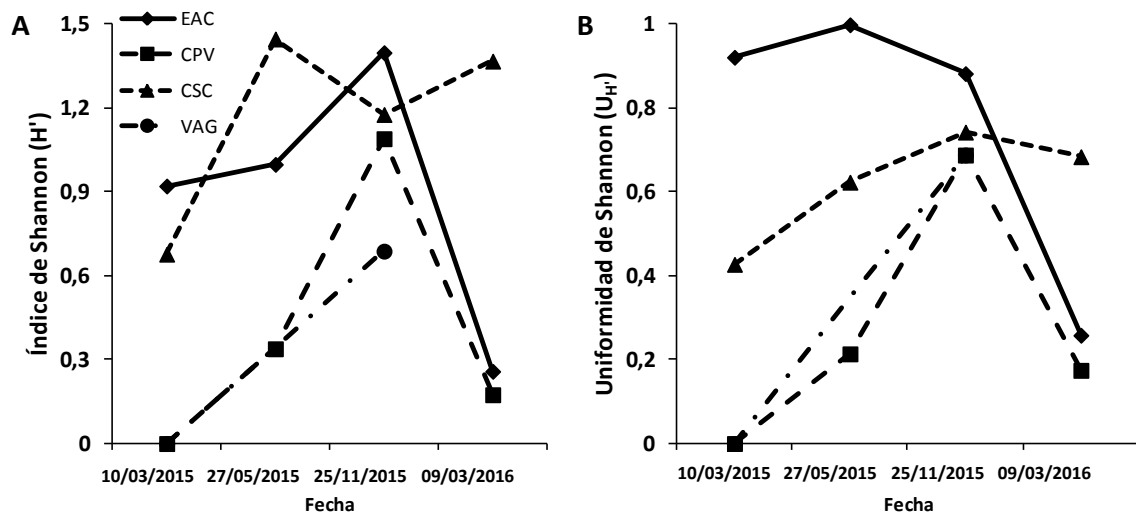 A
EAC
CPV
CSC
VAG
1,5
1,2
0,9
0,6
0,3
0
Índice de Shannon (H')
10/03/2015 27/05/2015 25/11/2015 09/03/2016
Fecha
B
1
0,8
0,6
0,4
0,2
0
Uniformidad de Shannon (UH')
10/03/2015 27/05/2015 25/11/2015 09/03/2016
Fecha